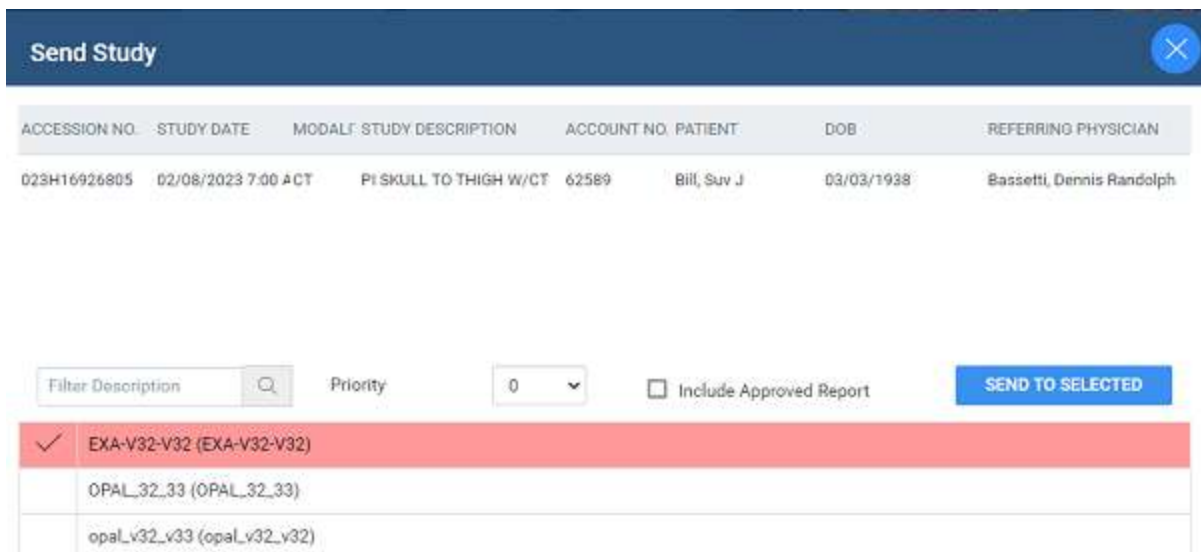 Send Study
ACCESSION NO. STUDY DATE MODALI STUDY DESCRIPTION ACCOUNT NO. PATIENT DOB REFERRING PHYSICIAN
023H16926805 02/08/2023 7:00 A CT PI SKULL TO THIGH W/CT 62589 Bill, Suv J 03/03/1938 Bassetti, Dennis Randolph
Filter Description Priority 0 Include Approved Report SEND TO SELECTED
EXA-V32-V32 (EXA-V32-V32)
OPAL_32_33 (OPAL_32_33)
opal_v32_v33 (opal_v32_v32)